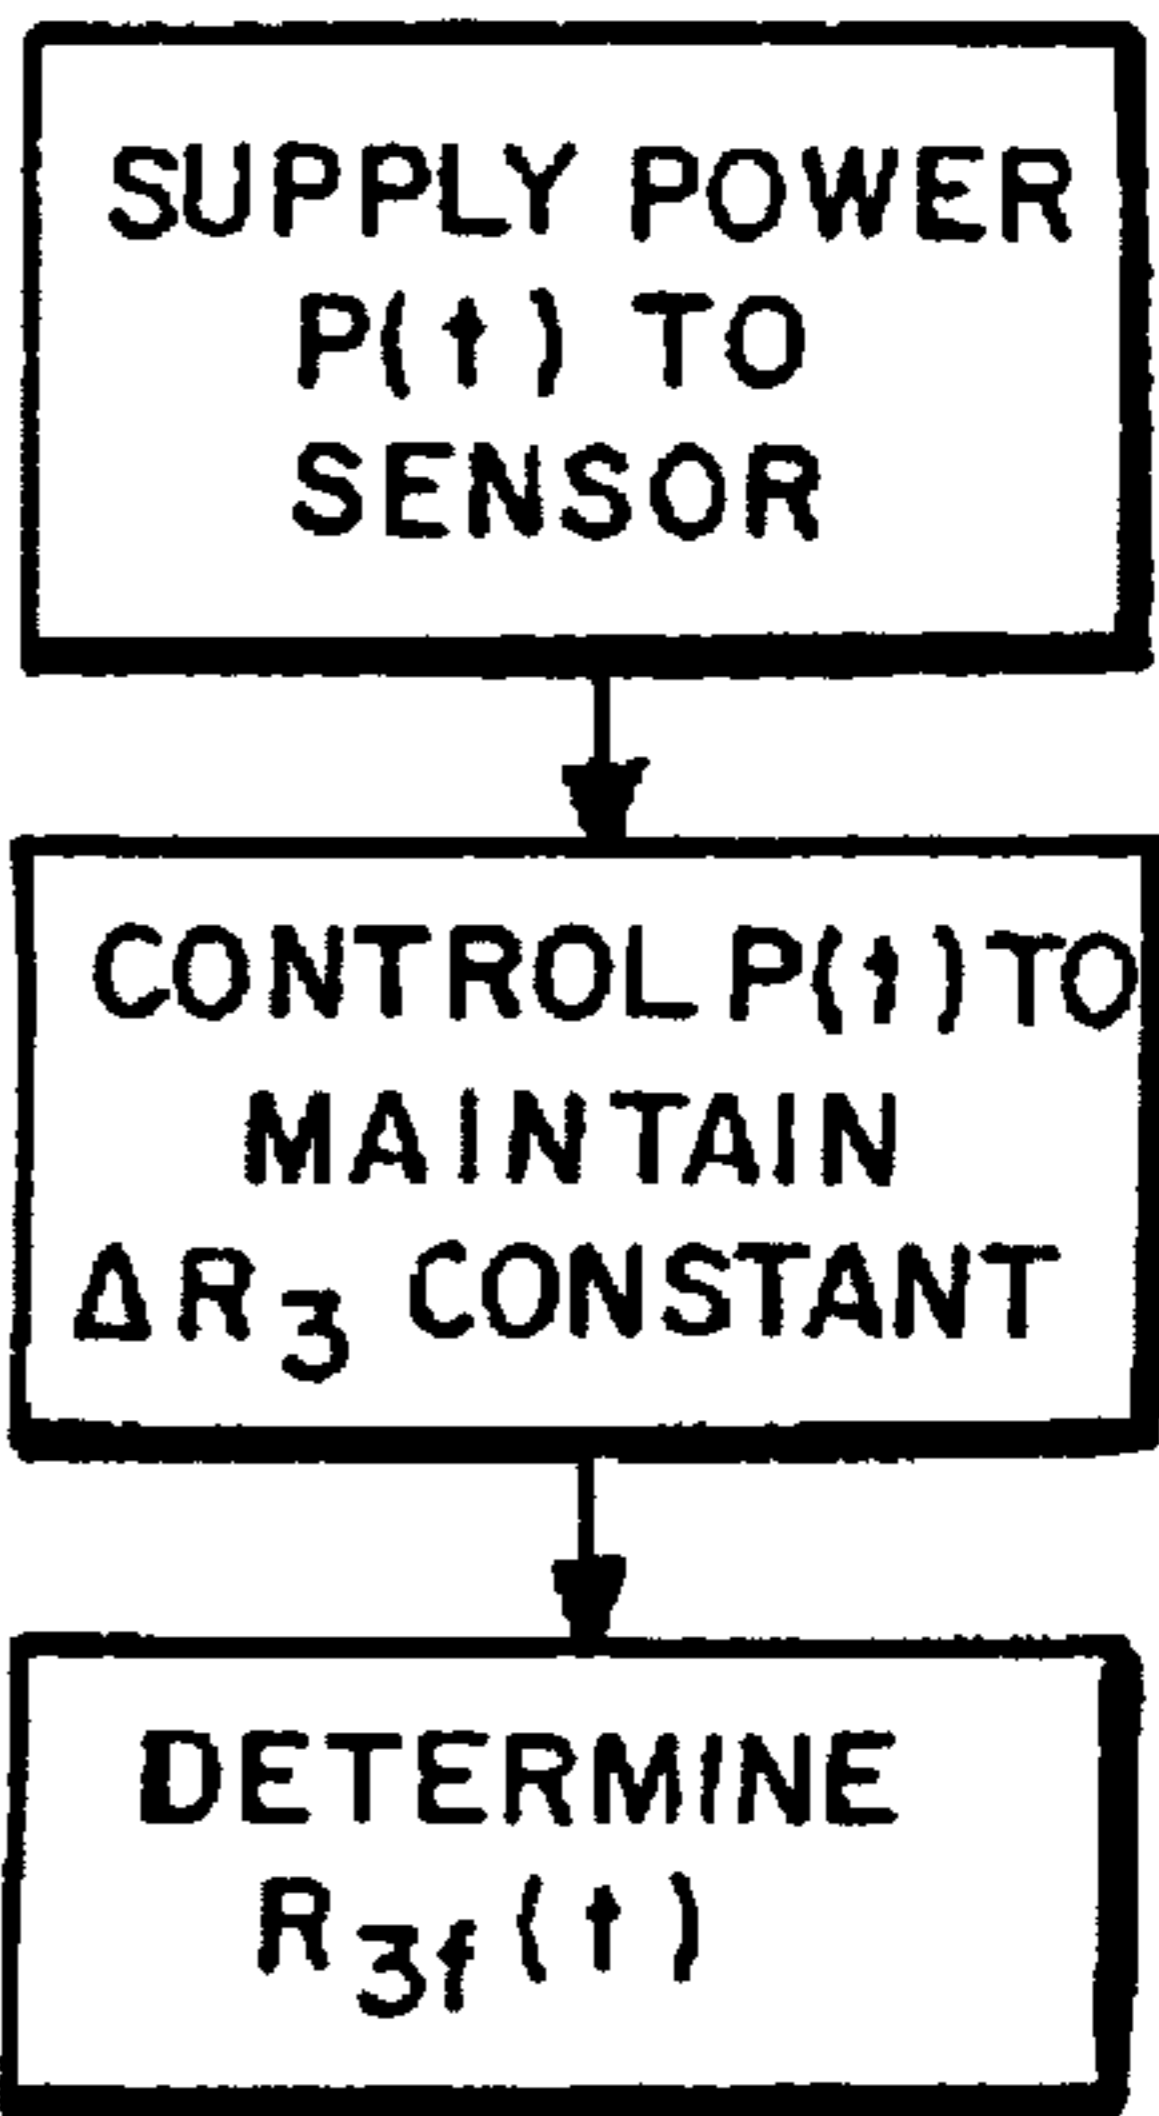 SUPPLY POWER
P(t) TO
SENSOR
CONTROL P(t) TO
MAINTAIN
ΔR3 CONSTANT
DETERMINE
R3f (t)